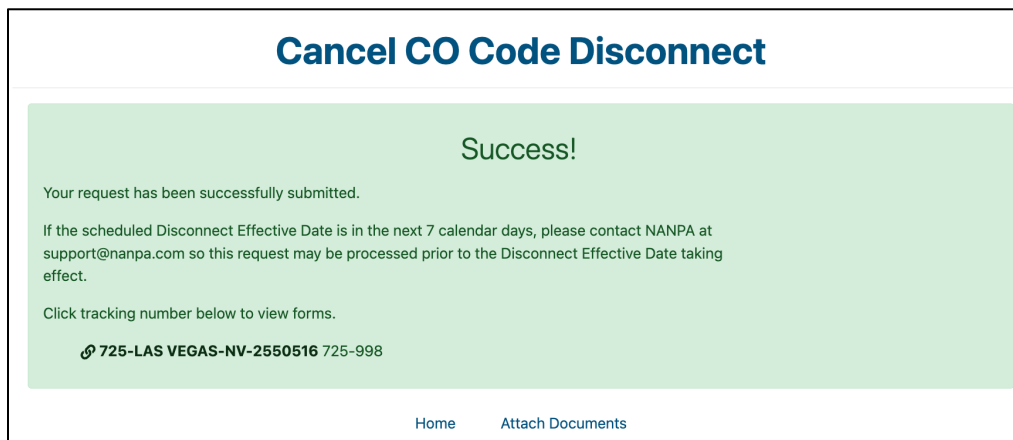 Cancel CO Code Disconnect
Success!
Your request has been successfully submitted.
If the scheduled Disconnect Effective Date is in the next 7 calendar days, please contact NANPA at
support@nanpa.com so this request may be processed prior to the Disconnect Effective Date taking
effect.
Click tracking number below to view forms.
725-LAS VEGAS-NV-2550516 725-998
Home Attach Documents